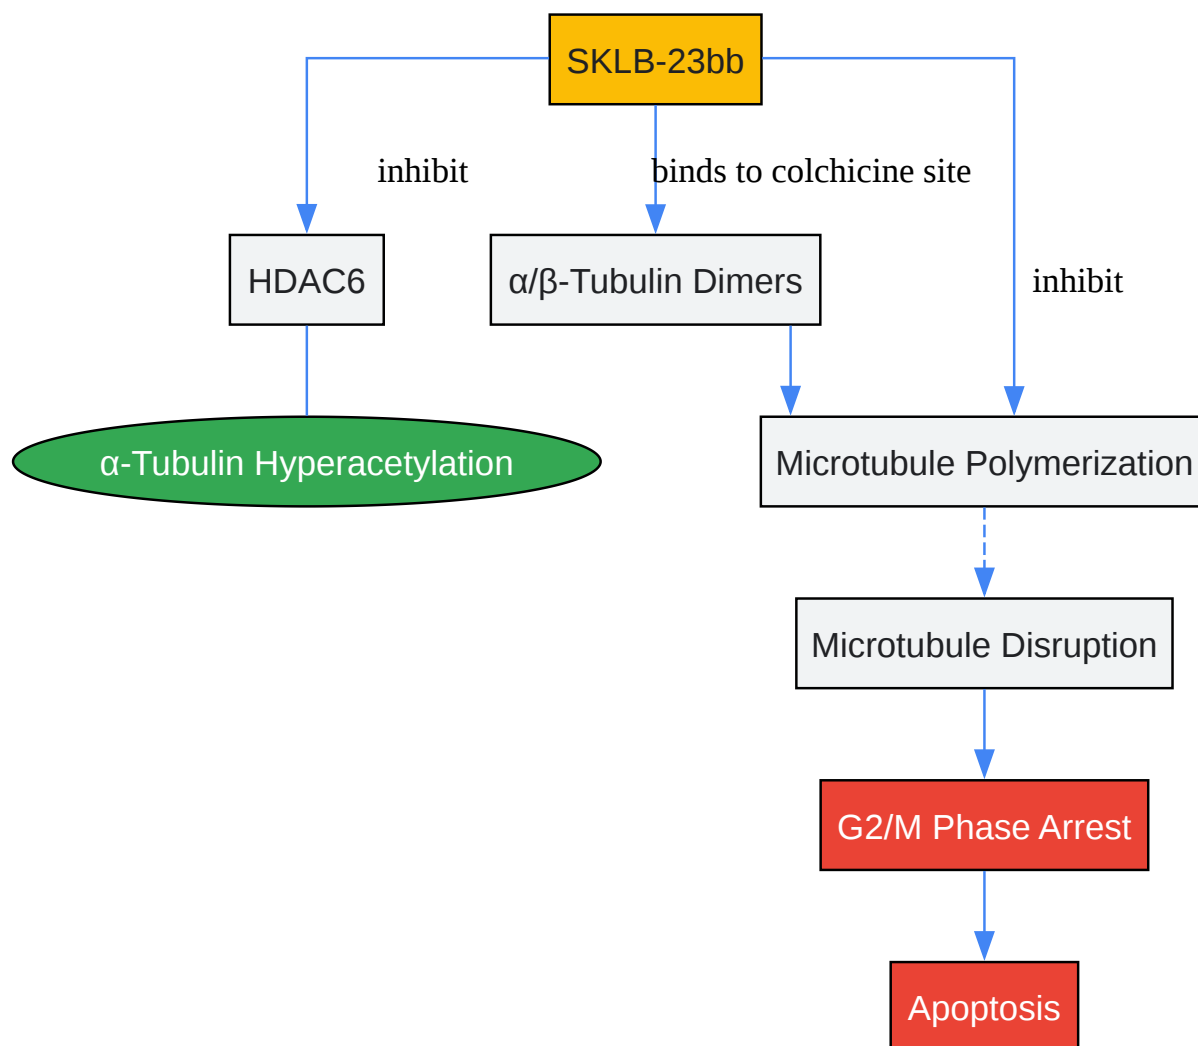 SKLB-23bb
inhibit
binds to colchicine site
HDAC6
α/β-Tubulin Dimers
inhibit
α-Tubulin Hyperacetylation
Microtubule Polymerization
Microtubule Disruption
G2/M Phase Arrest
Apoptosis